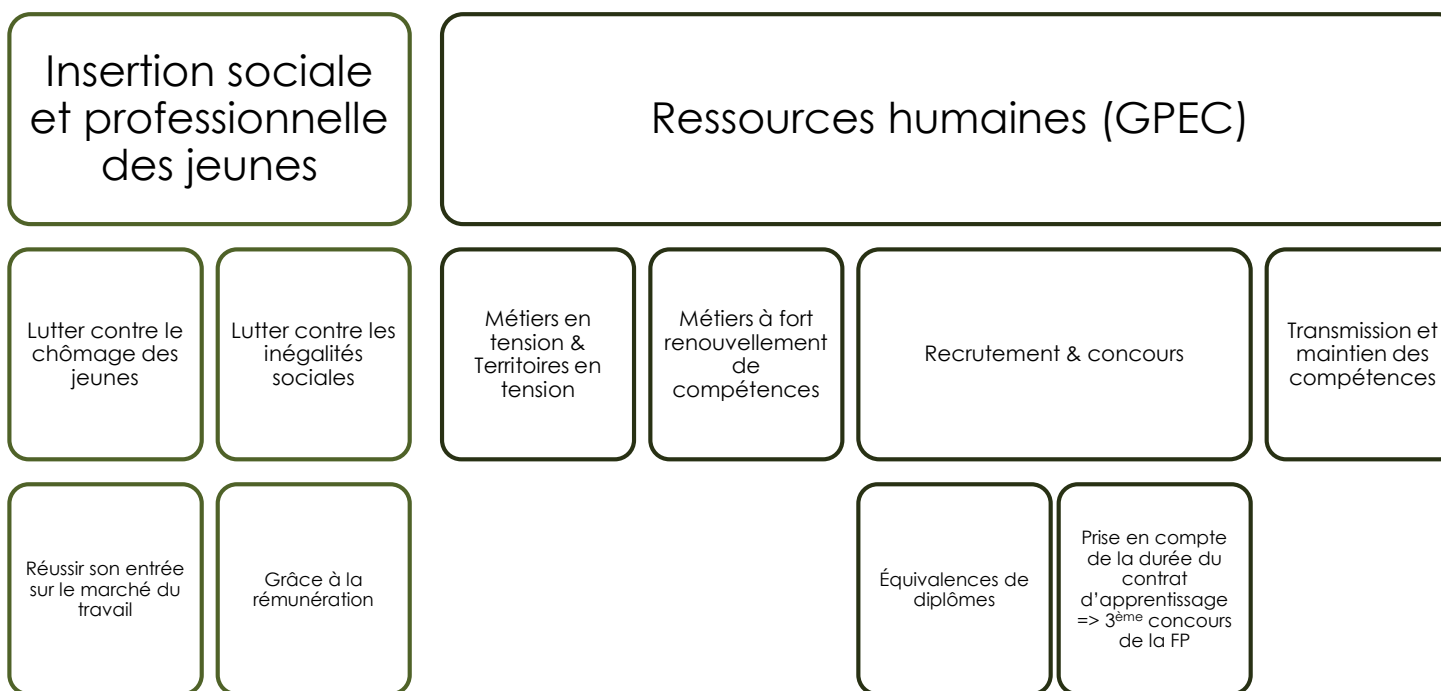 Insertion sociale
et professionnelle
des jeunes
Ressources humaines (GPEC)
Lutter contre le
chômage des
jeunes
Lutter contre les
inégalités
sociales
Métiers en
tension &
Territoires en
tension
Métiers à fort
renouvellement
de
compétences
Recrutement & concours
Transmission et
maintien des
compétences
Réussir son entrée
sur le marché du
travail
Grâce à la
rémunération
Équivalences de
diplômes
Prise en compte
de la durée du
contrat
d’apprentissage
=> 3ème concours
de la FP